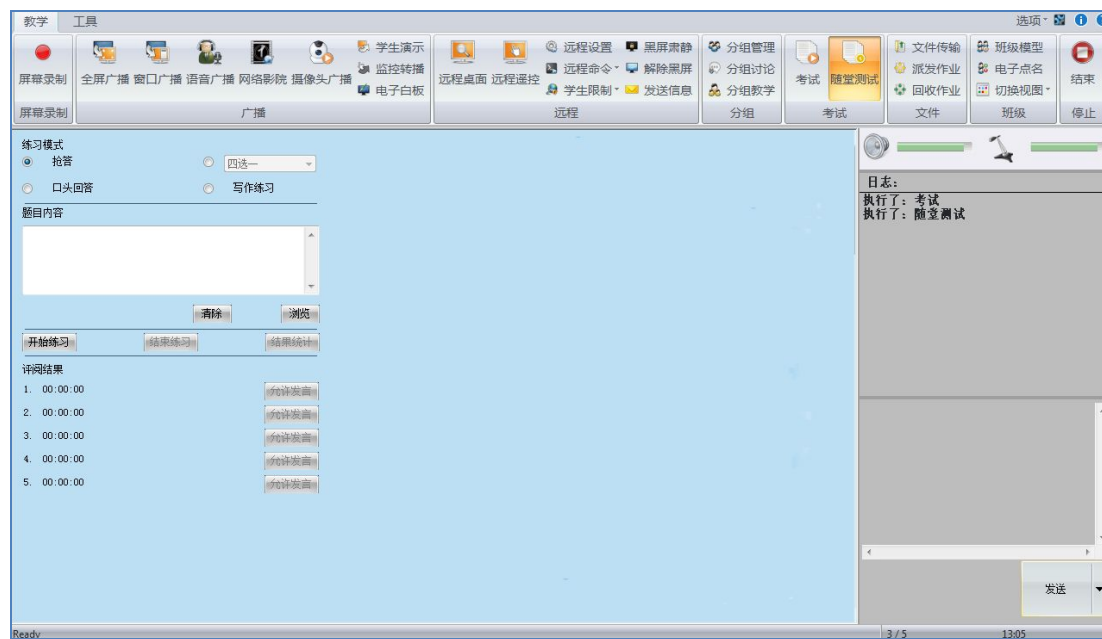 教学 工具 选项
屏幕录制 全屏广播 窗口广播 语音广播 网络影院 摄像头广播 学生演示 远程桌面 远程遥控 远程设置 黑屏肃静 分组管理 考试 随堂测试 文件传输 班级模型 结束
监控转播 远程命令 解除黑屏 分组讨论 派发作业 电子点名
电子白板 学生限制 发送信息 分组教学 回收作业 切换视图
屏幕录制 广播 远程 分组 考试 文件 班级 停止
练习模式
抢答 四选一
口头回答 写作练习
题目内容
清除 浏览
开始练习 结束练习 结果统计
评阅结果
1. 00:00:00 允许发言
2. 00:00:00 允许发言
3. 00:00:00 允许发言
4. 00:00:00 允许发言
5. 00:00:00 允许发言
日志:
执行了: 考试
执行了: 随堂测试
发送
Ready 3 / 5 13:05